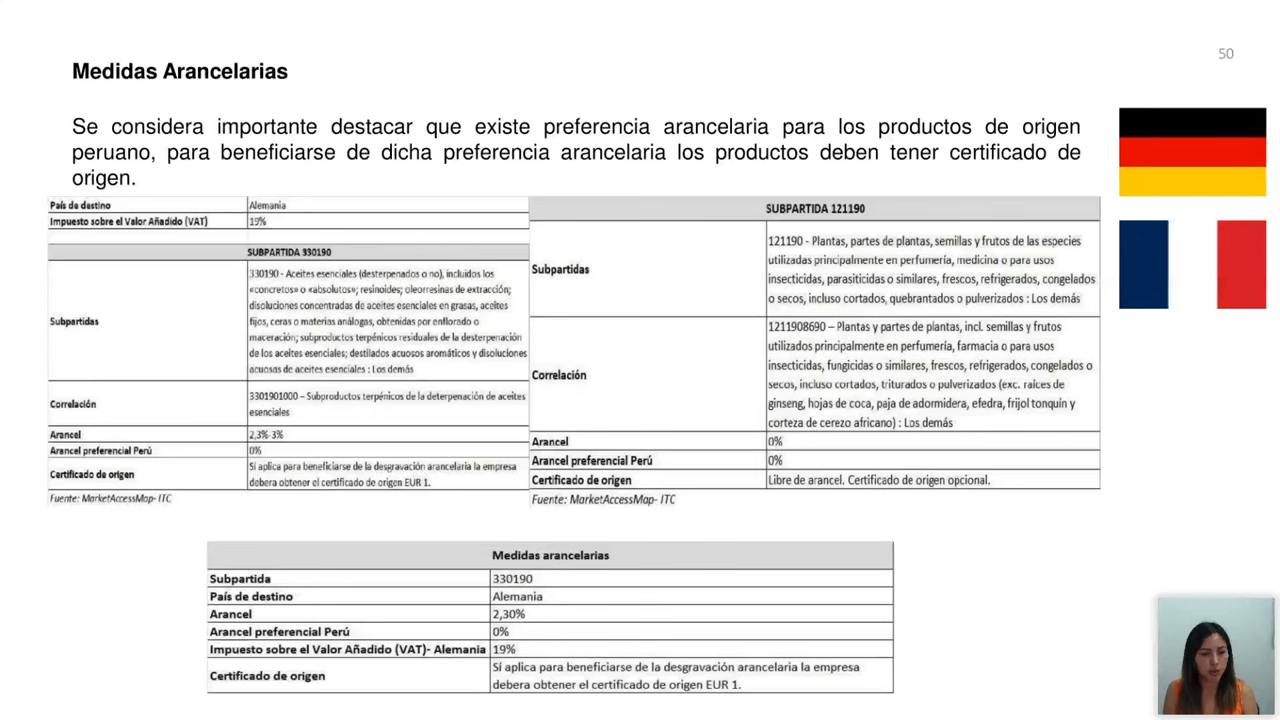 50
Medidas Arancelarias
Se considera importante destacar que existe preferencia arancelaria para los productos de origen
peruano, para beneficiarse de dicha preferencia arancelaria los productos deben tener certificado de
origen.
País de destino Alemania
Impuesto sobre el Valor Añadido (VAT) 19%
SUBPARTIDA 330190
Subpartidas
330190 - Aceites esenciales (desterpenados o no), incluidos los
«concretos» o «absolutos»; resinoides; oleorresinas de extracción;
disoluciones concentradas de aceites esenciales en grasas, aceites
fijos, ceras o materias análogas, obtenidas por enflorado o
maceración; subproductos terpénicos residuales de la desterpenación
de los aceites esenciales; destilados acuosos aromáticos y disoluciones
acuosas de aceites esenciales : Los demás
Correlación
3301901000 – Subproductos terpénicos de la deterpenación de aceites
esenciales
Arancel 2,3%-3%
Arancel preferencial Perú 0%
Certificado de origen
Sí aplica para beneficiarse de la desgravación arancelaria la empresa
debera obtener el certificado de origen EUR 1.
Fuente: MarketAccessMap- ITC
SUBPARTIDA 121190
Subpartidas
121190 - Plantas, partes de plantas, semillas y frutos de las especies
utilizadas principalmente en perfumería, medicina o para usos
insecticidas, parasiticidas o similares, frescos, refrigerados, congelados
o secos, incluso cortados, quebrantados o pulverizados : Los demás
Correlación
1211908690 – Plantas y partes de plantas, incl. semillas y frutos
utilizados principalmente en perfumería, farmacia o para usos
insecticidas, fungicidas o similares, frescos, refrigerados, congelados o
secos, incluso cortados, triturados o pulverizados (exc. raíces de
ginseng, hojas de coca, paja de adormidera, efedra, frijol tonquín y
corteza de cerezo africano) : Los demás
Arancel 0%
Arancel preferencial Perú 0%
Certificado de origen Libre de arancel. Certificado de origen opcional.
Fuente: MarketAccessMap- ITC
Medidas arancelarias
Subpartida 330190
País de destino Alemania
Arancel 2,30%
Arancel preferencial Perú 0%
Impuesto sobre el Valor Añadido (VAT)- Alemania 19%
Certificado de origen
Sí aplica para beneficiarse de la desgravación arancelaria la empresa
debera obtener el certificado de origen EUR 1.